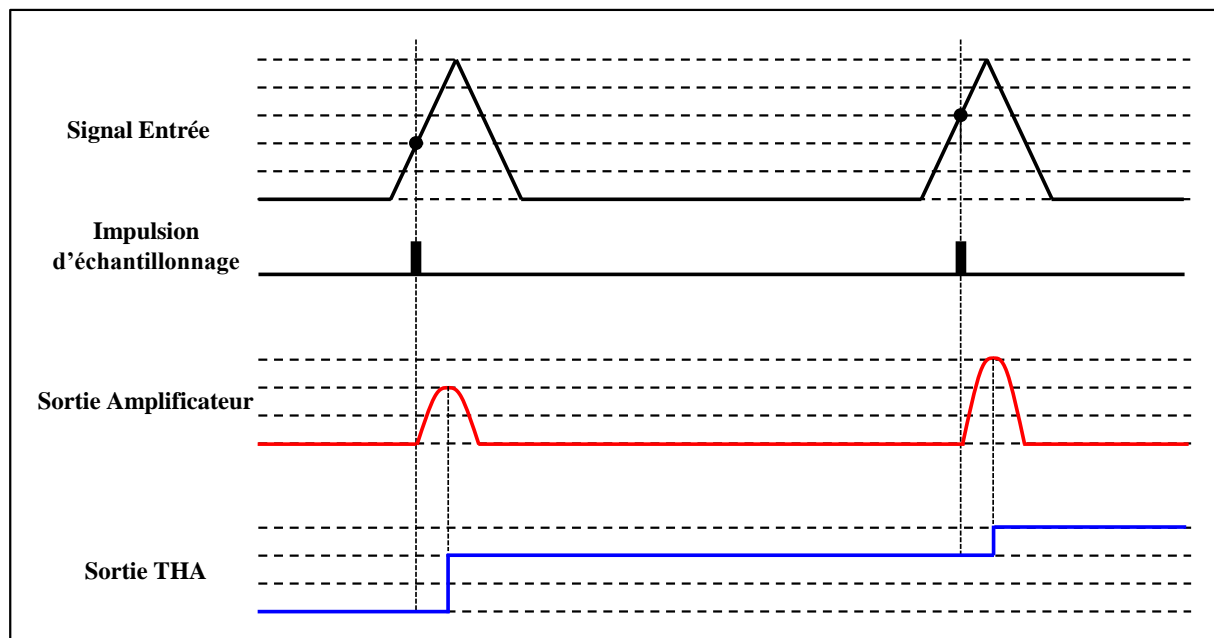 Signal Entrée
Impulsion
d’échantillonnage
Sortie Amplificateur
Sortie THA